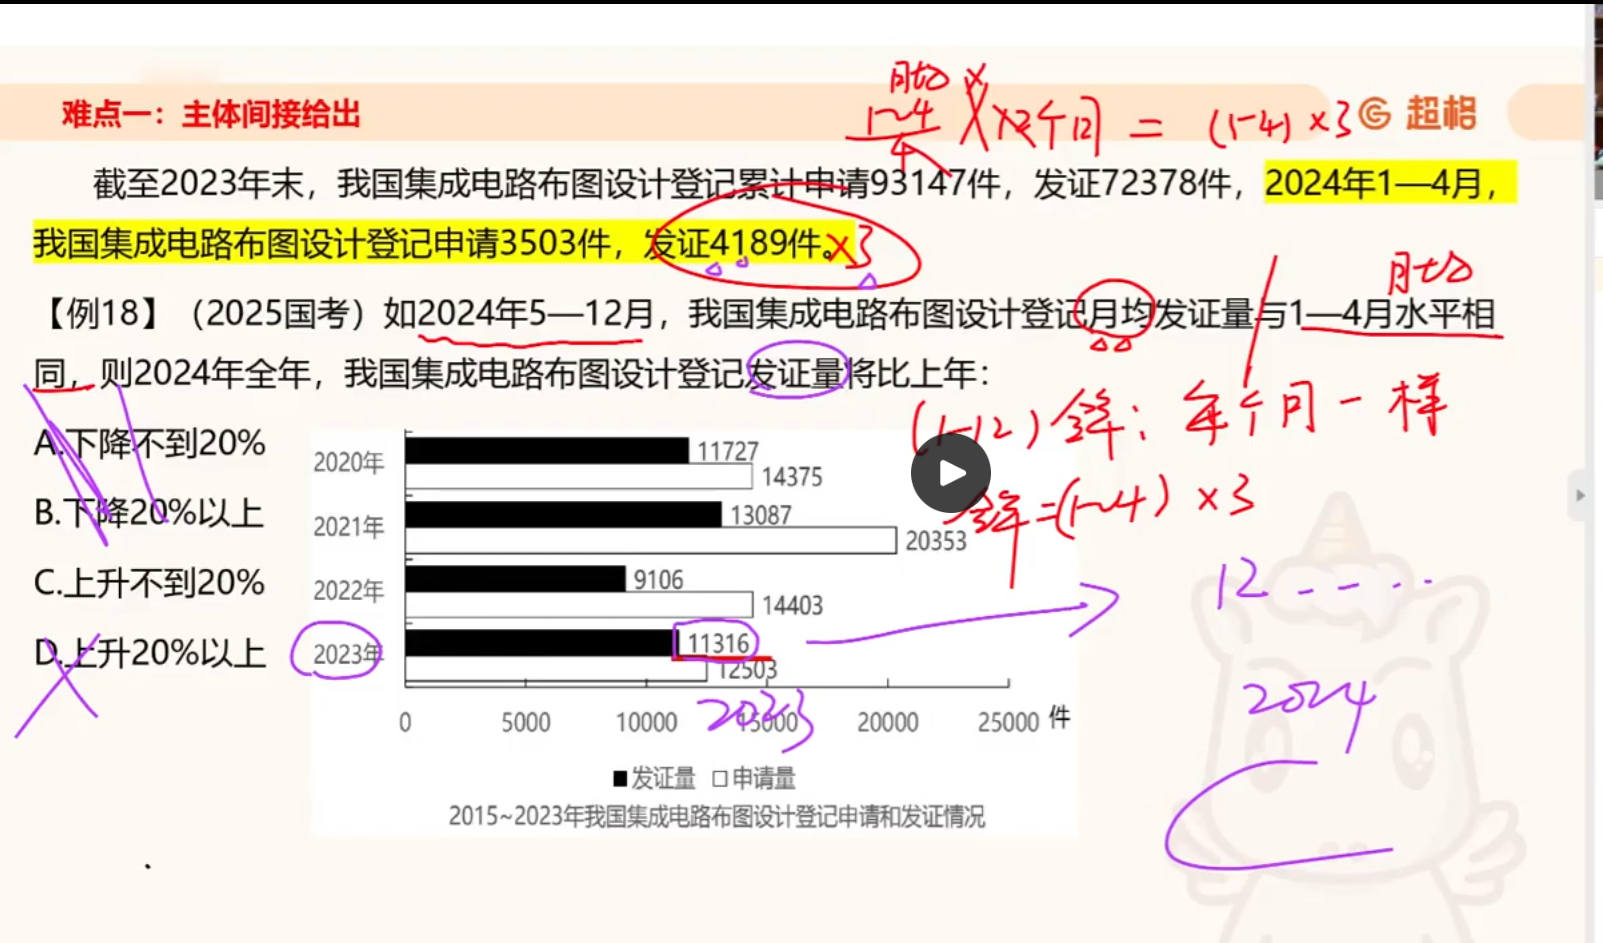 月均
1~4
4
×12个月 = (1-4) ×3
难点一：主体间接给出
超格
截至2023年末，我国集成电路布图设计登记累计申请93147件，发证72378件，2024年1—4月，
我国集成电路布图设计登记申请3503件，发证4189件。×3
月均
【例18】（2025国考）如2024年5—12月，我国集成电路布图设计登记月均发证量与1—4月水平相
同，则2024年全年，我国集成电路布图设计登记发证量将比上年：
(1-12) 全年：每个月一样
全年=(1~4) ×3
A.下降不到20%
B.下降20%以上
C.上升不到20%
D.上升20%以上
2020年
11727
14375
2021年
13087
20353
2022年
9106
14403
2023年
11316
12503
12----
2024
2023
0 5000 10000 15000 20000 25000 件
■发证量 □申请量
2015~2023年我国集成电路布图设计登记申请和发证情况